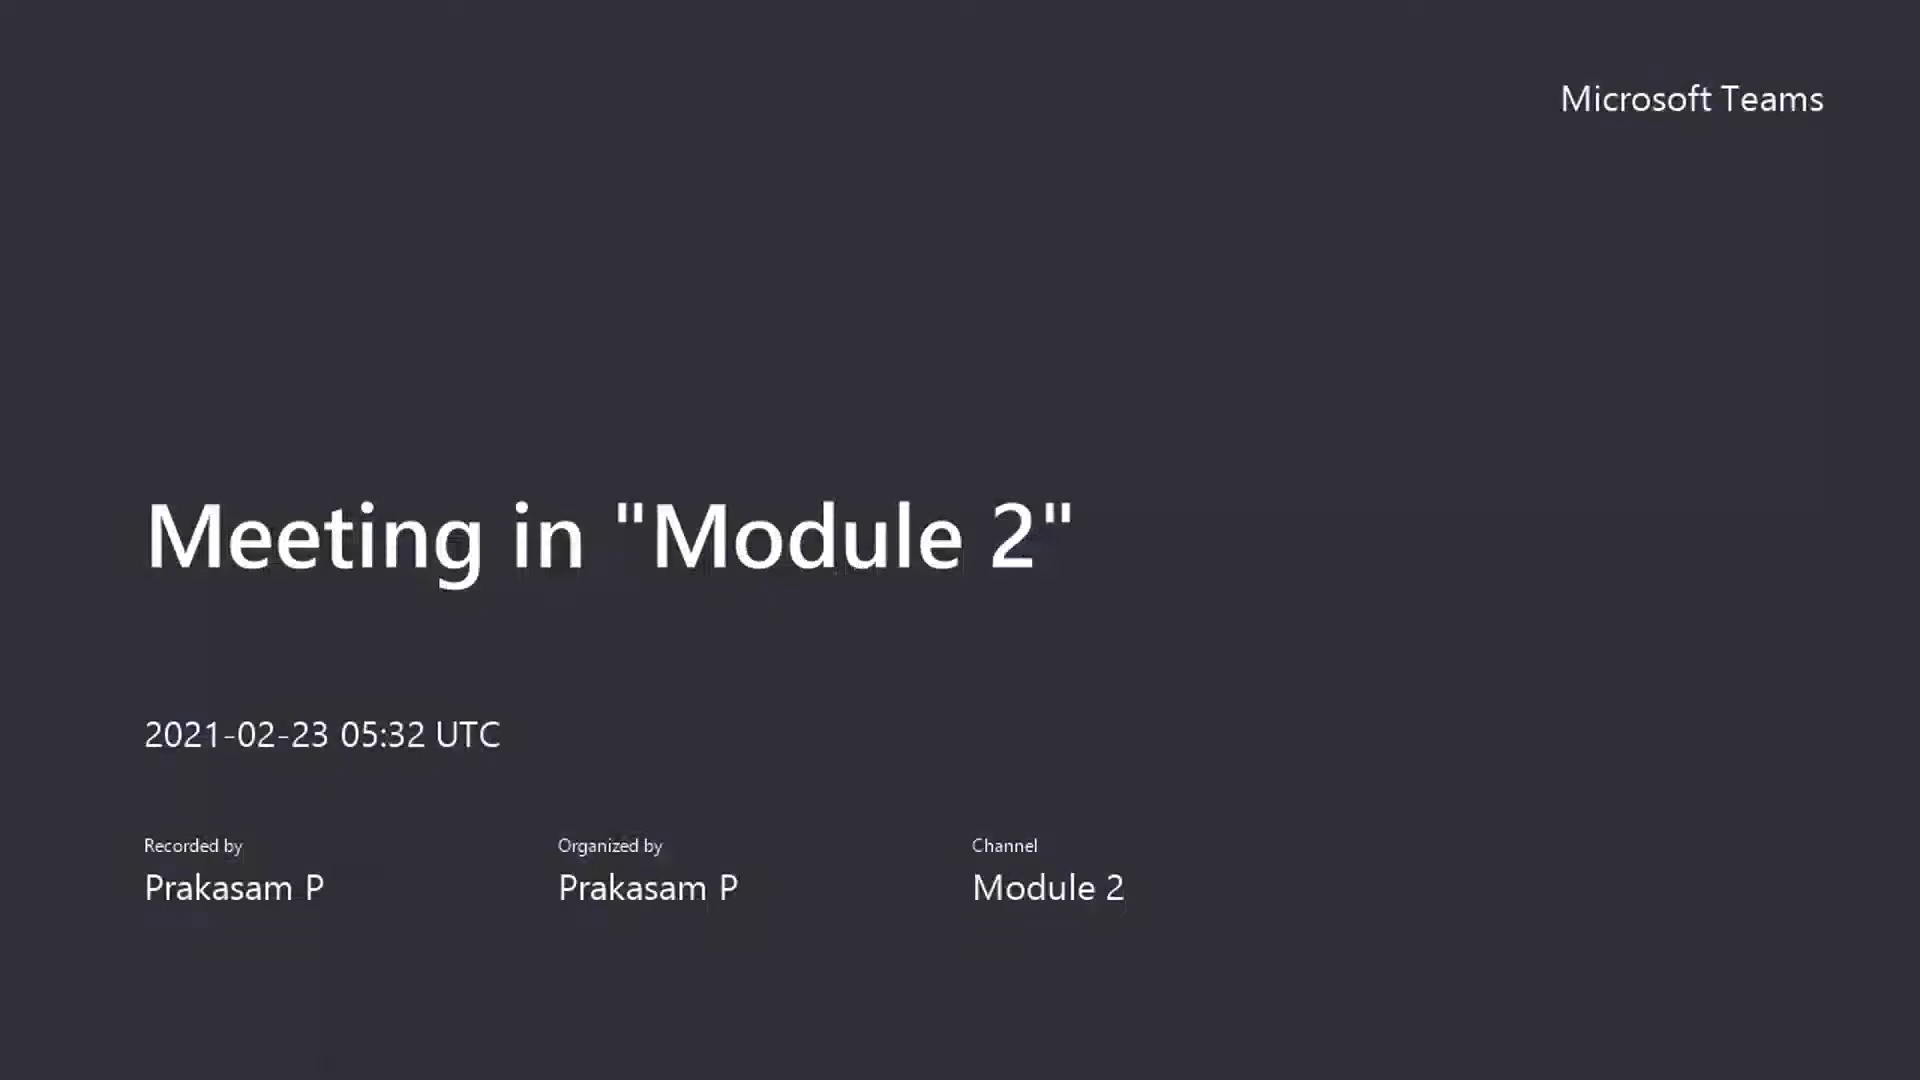 Microsoft Teams
Meeting in "Module 2"
2021-02-23 05:32 UTC
Recorded by
Prakasam P
Organized by
Prakasam P
Channel
Module 2